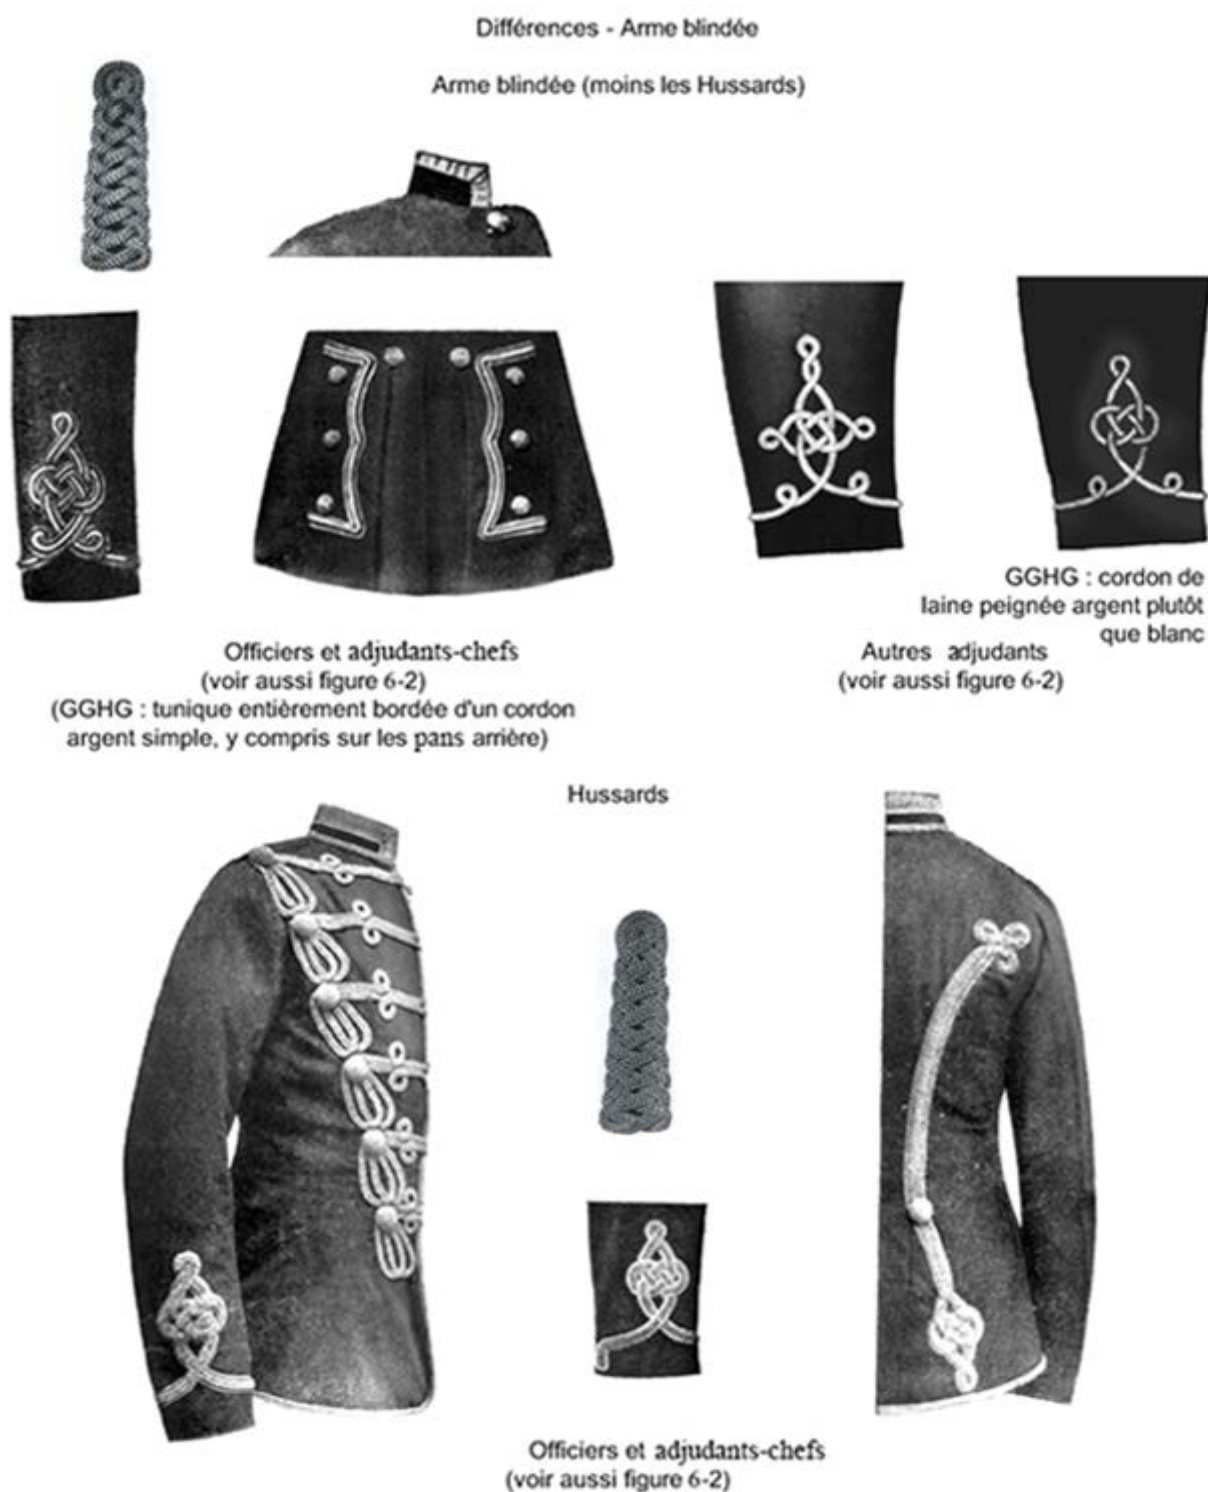 Différences - Arme blindée
Arme blindée (moins les Hussards)
GGHG : cordon de
laine peignée argent plutôt
que blanc
Officiers et adjudants-chefs
(voir aussi figure 6-2)
(GGHG : tunique entièrement bordée d'un cordon
argent simple, y compris sur les pans arrière)
Autres adjudants
(voir aussi figure 6-2)
Hussards
Officiers et adjudants-chefs
(voir aussi figure 6-2)